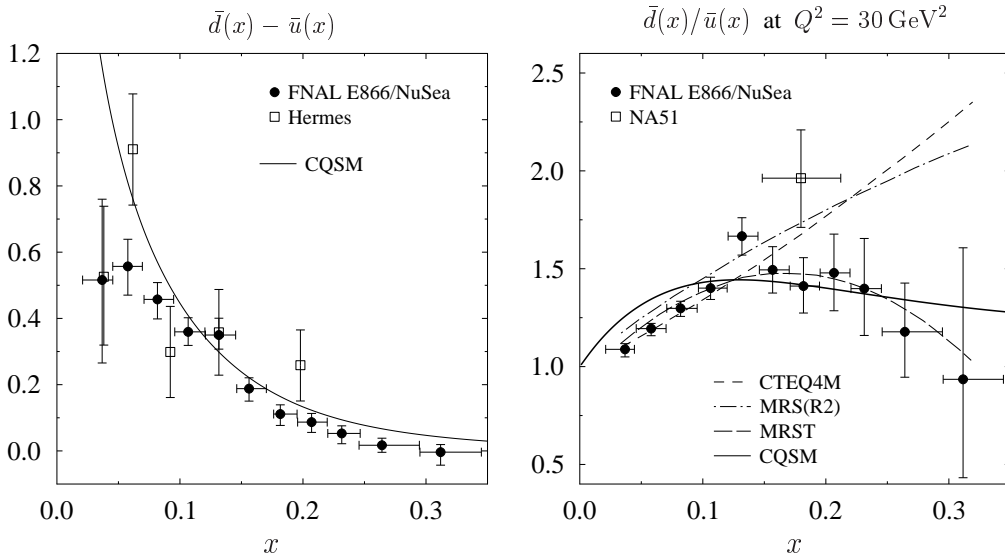 d̄(x) − ū(x)
1.2
1.0
0.8
0.6
0.4
0.2
0.0
0.0
0.1
0.2
0.3
x
FNAL E866/NuSea
Hermes
CQSM
d̄(x)/ū(x) at Q² = 30 GeV²
2.5
2.0
1.5
1.0
0.5
0.0
0.1
0.2
0.3
x
FNAL E866/NuSea
NA51
CTEQ4M
MRS(R2)
MRST
CQSM